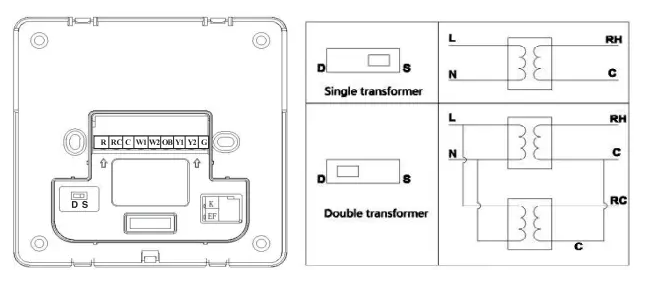 R RC C W1 W2 OB Y1 Y2 G
D S
E
EF
D S
Single transformer
L RH
N C
D S
Double transformer
L RH
N C
RC
C